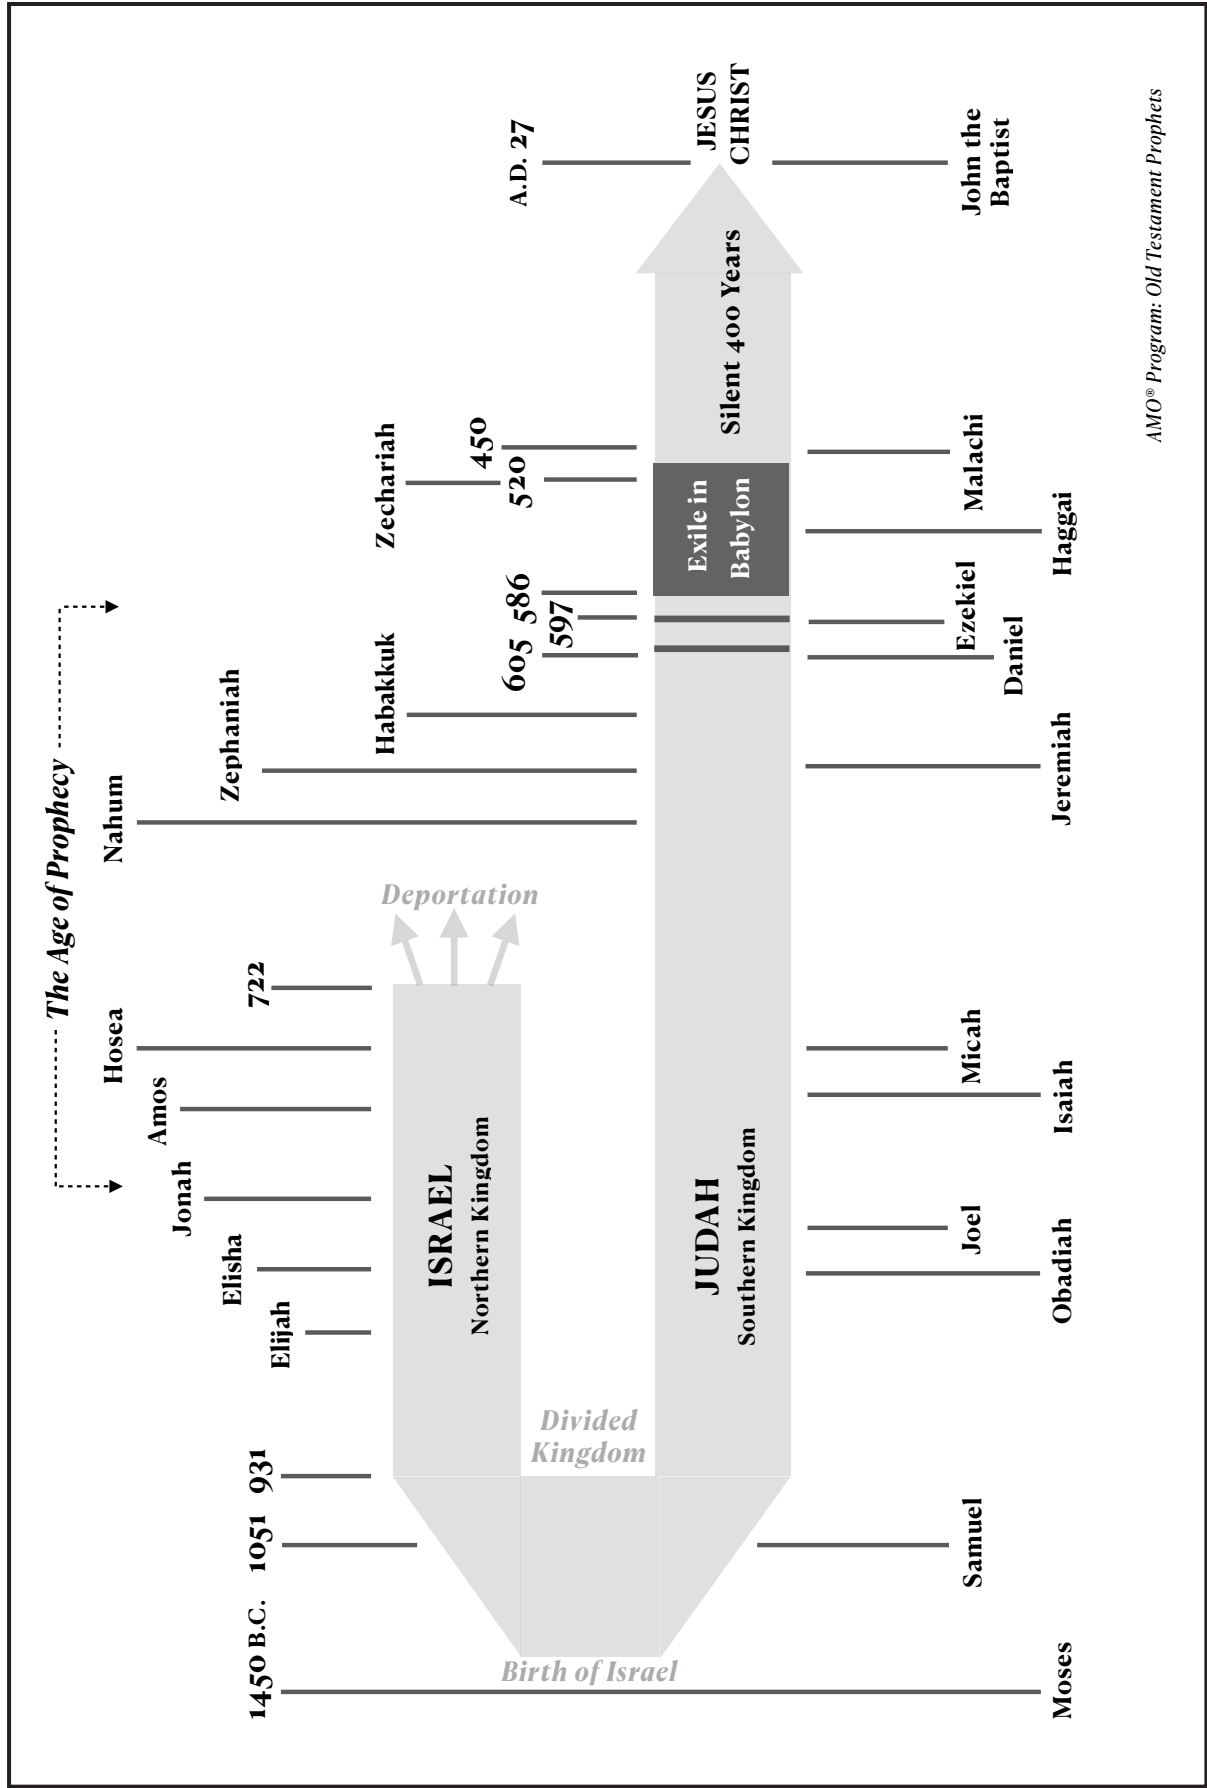 The Age of Prophecy
Nahum
Hosea
Amos
Jonah
Zephaniah
Elisha
Elijah
1450 B.C.
1051
931
722
Habakkuk
Zechariah
605
586
597
520
450
A.D. 27
Deportation
ISRAEL
Northern Kingdom
Birth of Israel
Divided
Kingdom
JUDAH
Southern Kingdom
Exile in
Babylon
Silent 400 Years
JESUS
CHRIST
Samuel
Joel
Micah
Ezekiel
Malachi
John the
Baptist
Daniel
Moses
Obadiah
Isaiah
Jeremiah
Haggai
AMO® Program: Old Testament Prophets